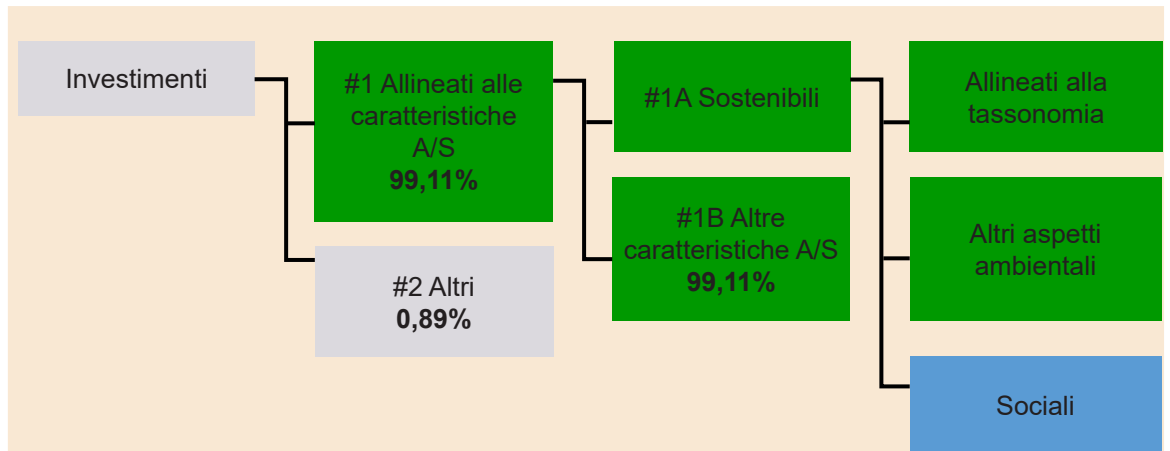 Investimenti
#1 Allineati alle
caratteristiche
A/S
99,11%
#2 Altri
0,89%
#1A Sostenibili
#1B Altre
caratteristiche A/S
99,11%
Allineati alla
tassonomia
Altri aspetti
ambientali
Sociali